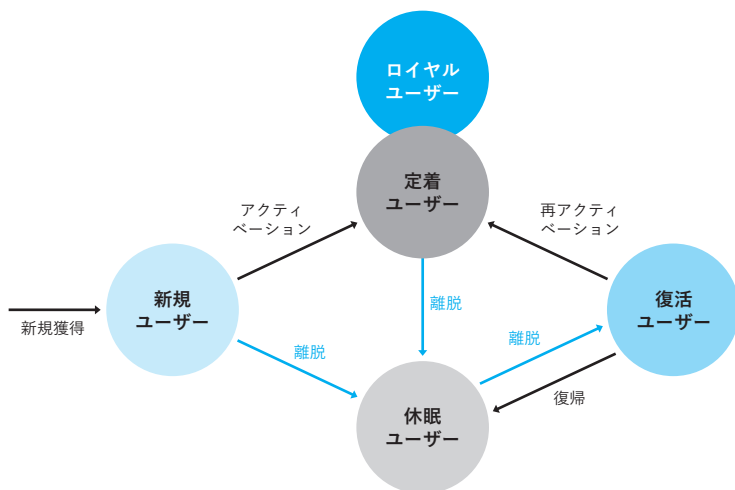 ロイヤル
ユーザー
定着
ユーザー
アクティ
ベーション
再アクティ
ベーション
新規
ユーザー
復活
ユーザー
新規獲得
離脱
離脱
離脱
復帰
休眠
ユーザー